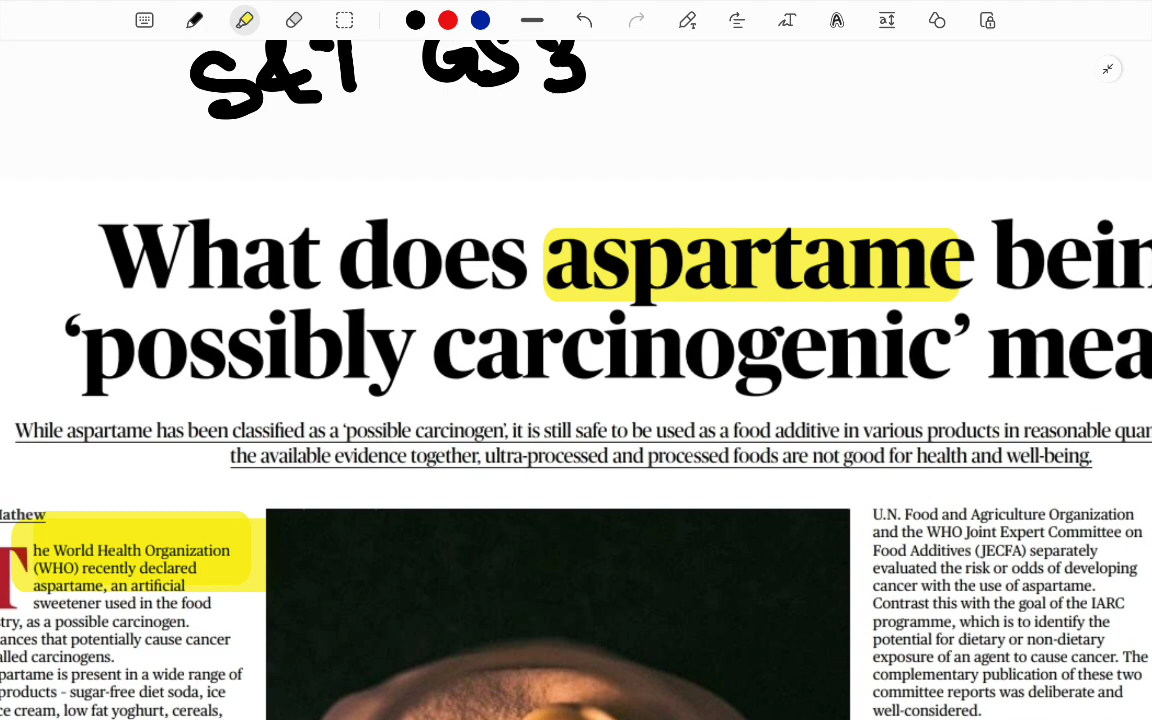 S&T GS 3
What does aspartame bein
‘possibly carcinogenic’ mea
While aspartame has been classified as a ‘possible carcinogen’, it is still safe to be used as a food additive in various products in reasonable quan
the available evidence together, ultra-processed and processed foods are not good for health and well-being.
Mathew
The World Health Organization
(WHO) recently declared
aspartame, an artificial
sweetener used in the food
stry, as a possible carcinogen.
ances that potentially cause cancer
alled carcinogens.
partame is present in a wide range of
products – sugar-free diet soda, ice
ce cream, low fat yoghurt, cereals,
U.N. Food and Agriculture Organization
and the WHO Joint Expert Committee on
Food Additives (JECFA) separately
evaluated the risk or odds of developing
cancer with the use of aspartame.
Contrast this with the goal of the IARC
programme, which is to identify the
potential for dietary or non-dietary
exposure of an agent to cause cancer. The
complementary publication of these two
committee reports was deliberate and
well-considered.